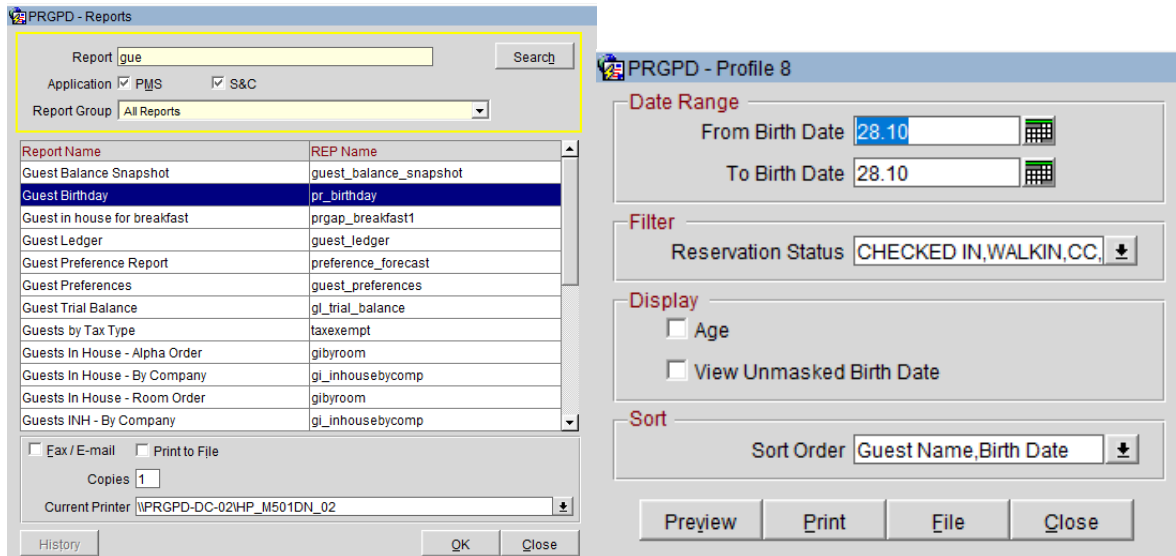 PRGPD - Reports
Report gue Search
Application PMS S&C
Report Group All Reports
Report Name REP Name
Guest Balance Snapshot guest_balance_snapshot
Guest Birthday pr_birthday
Guest in house for breakfast prgap_breakfast1
Guest Ledger guest_ledger
Guest Preference Report preference_forecast
Guest Preferences guest_preferences
Guest Trial Balance gl_trial_balance
Guests by Tax Type taxexempt
Guests In House - Alpha Order gibyroom
Guests In House - By Company gi_inhousebycomp
Guests In House - Room Order gibyroom
Guests INH - By Company gi_inhousebycomp
Fax / E-mail Print to File
Copies 1
Current Printer \\PRGPD-DC-02\HP_M501DN_02
History OK Close
PRGPD - Profile 8
Date Range
From Birth Date 28.10
To Birth Date 28.10
Filter
Reservation Status CHECKED IN,WALKIN,CC,
Display
Age
View Unmasked Birth Date
Sort
Sort Order Guest Name,Birth Date
Preview Print File Close